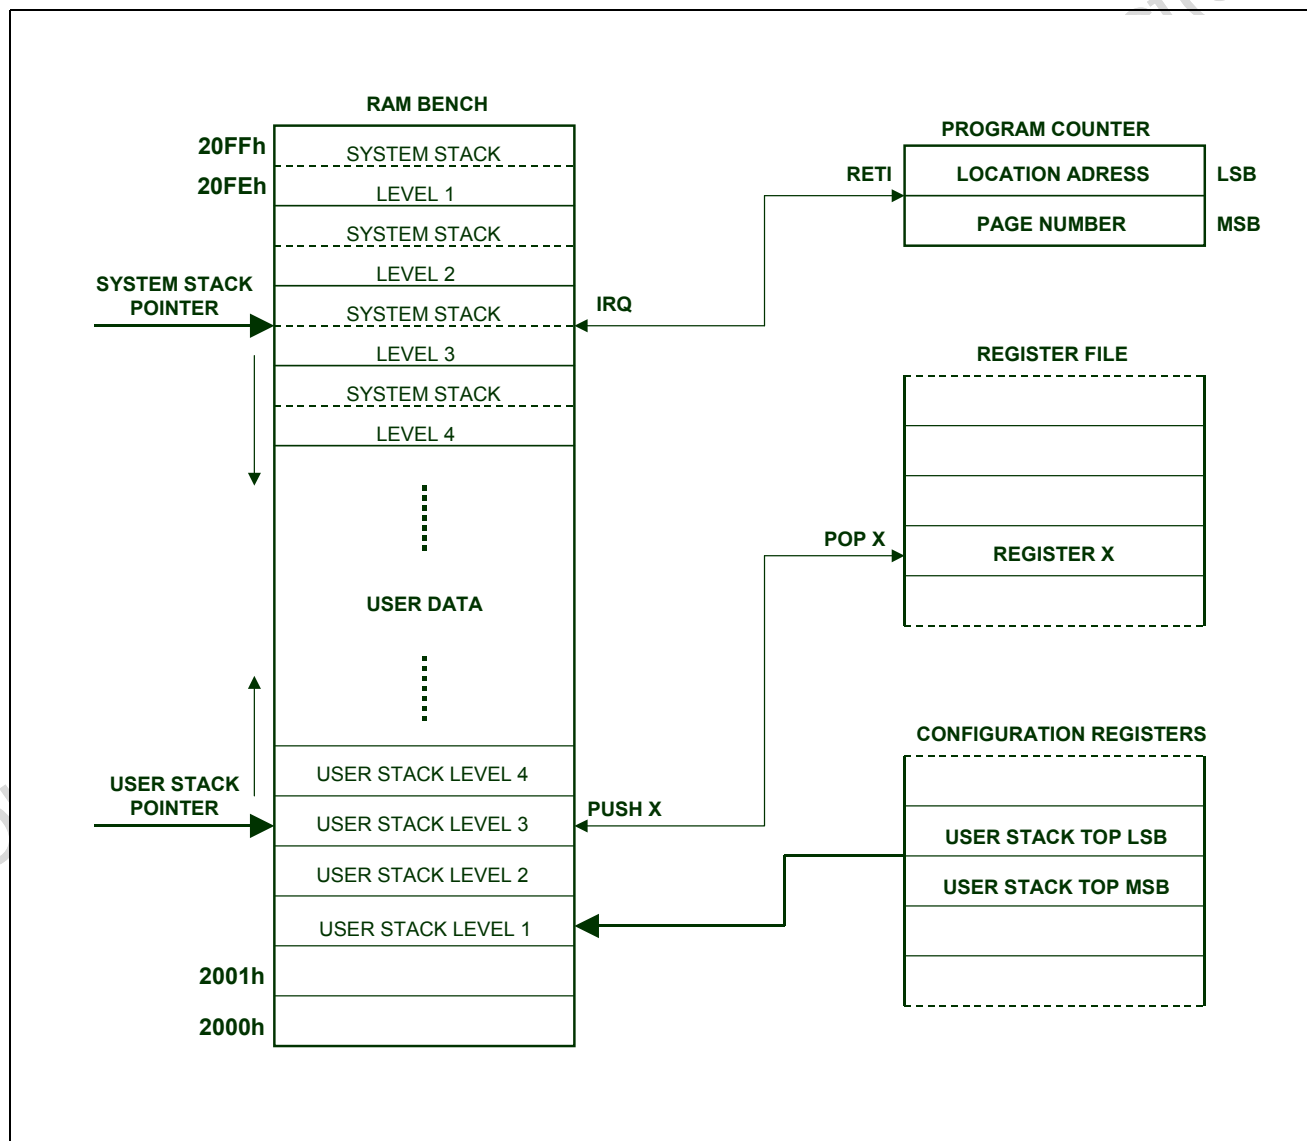 RAM BENCH
20FFh
SYSTEM STACK
20FEh
LEVEL 1
SYSTEM STACK
LEVEL 2
SYSTEM STACK
POINTER
SYSTEM STACK
LEVEL 3
SYSTEM STACK
LEVEL 4
USER DATA
USER STACK LEVEL 4
USER STACK
POINTER
USER STACK LEVEL 3
USER STACK LEVEL 2
USER STACK LEVEL 1
2001h
2000h
IRQ
RETI
PROGRAM COUNTER
LOCATION ADRESS
LSB
PAGE NUMBER
MSB
REGISTER FILE
POP X
REGISTER X
PUSH X
CONFIGURATION REGISTERS
USER STACK TOP LSB
USER STACK TOP MSB